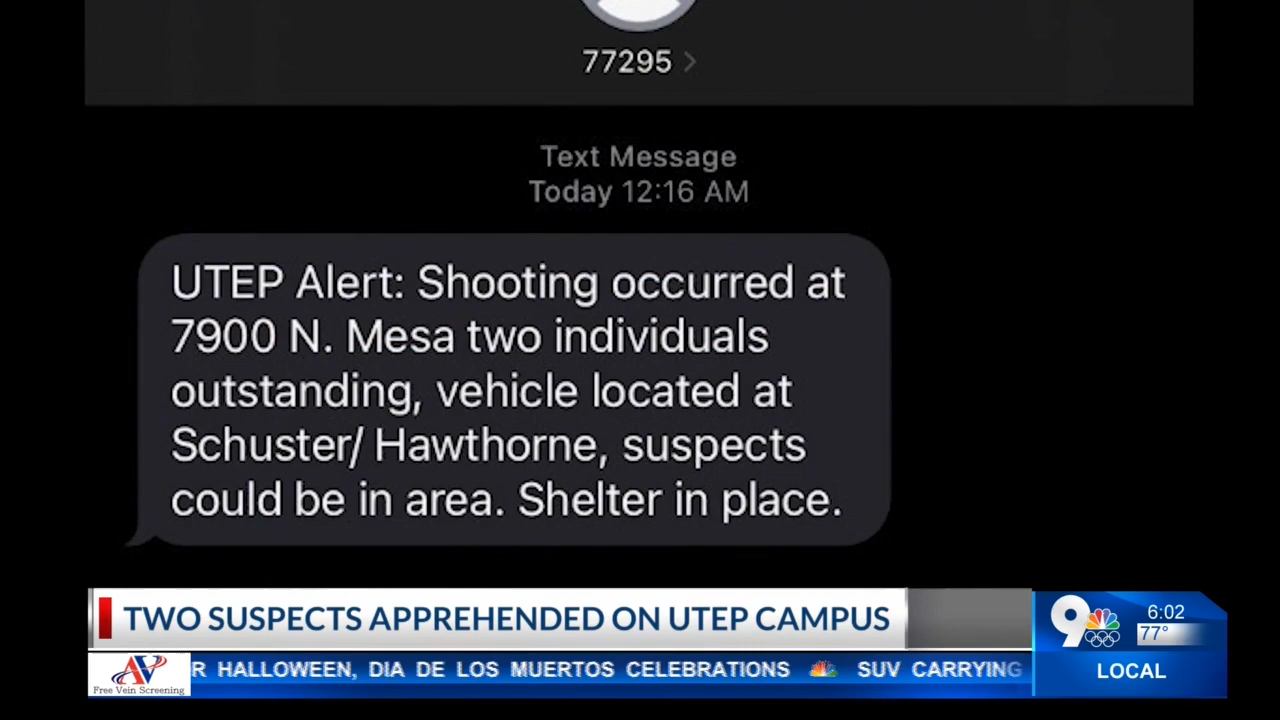 77295
Text Message
Today 12:16 AM
UTEP Alert: Shooting occurred at
7900 N. Mesa two individuals
outstanding, vehicle located at
Schuster/ Hawthorne, suspects
could be in area. Shelter in place.
TWO SUSPECTS APPREHENDED ON UTEP CAMPUS
9
6:02
77°
AV
Free Vein Screening
R HALLOWEEN, DIA DE LOS MUERTOS CELEBRATIONS SUV CARRYING
LOCAL